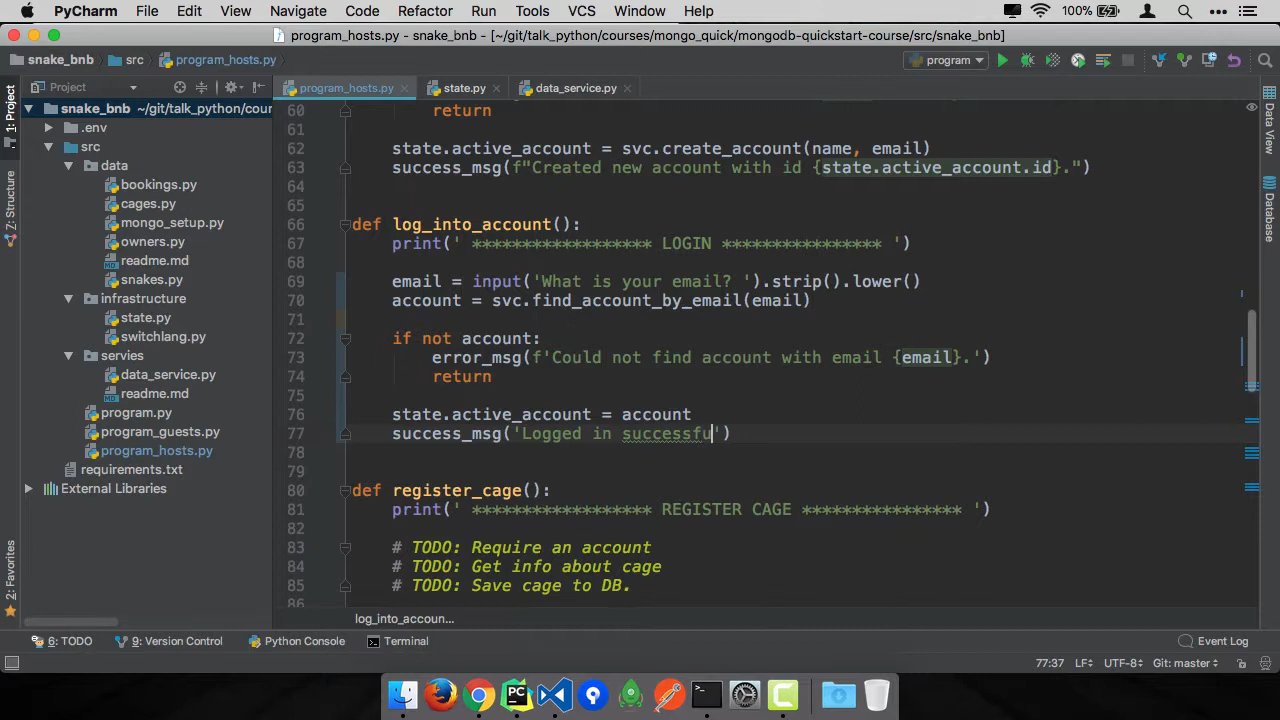 PyCharm File Edit View Navigate Code Refactor Run Tools VCS Window Help 100%
program_hosts.py - snake_bnb - [~/git/talk_python/courses/mongo_quick/mongodb-quickstart-course/src/snake_bnb]
snake_bnb src program_hosts.py program
Project program_hosts.py state.py data_service.py
1: Project
7: Structure
2: Favorites
Data View
Database
snake_bnb ~/git/talk_python/cour
.env
src
data
bookings.py
cages.py
mongo_setup.py
owners.py
readme.md
snakes.py
infrastructure
state.py
switchlang.py
servies
data_service.py
readme.md
program.py
program_guests.py
program_hosts.py
requirements.txt
External Libraries
60 return
61
62 state.active_account = svc.create_account(name, email)
63 success_msg(f"Created new account with id {state.active_account.id}.")
64
65
66 def log_into_account():
67 print(' ****************** LOGIN **************** ')
68
69 email = input('What is your email? ').strip().lower()
70 account = svc.find_account_by_email(email)
71
72 if not account:
73 error_msg(f'Could not find account with email {email}.')
74 return
75
76 state.active_account = account
77 success_msg('Logged in successfu')
78
79
80 def register_cage():
81 print(' ****************** REGISTER CAGE **************** ')
82
83 # TODO: Require an account
84 # TODO: Get info about cage
85 # TODO: Save cage to DB.
86
log_into_accoun...
6: TODO 9: Version Control Python Console Terminal Event Log
77:37 LF÷ UTF-8÷ Git: master÷